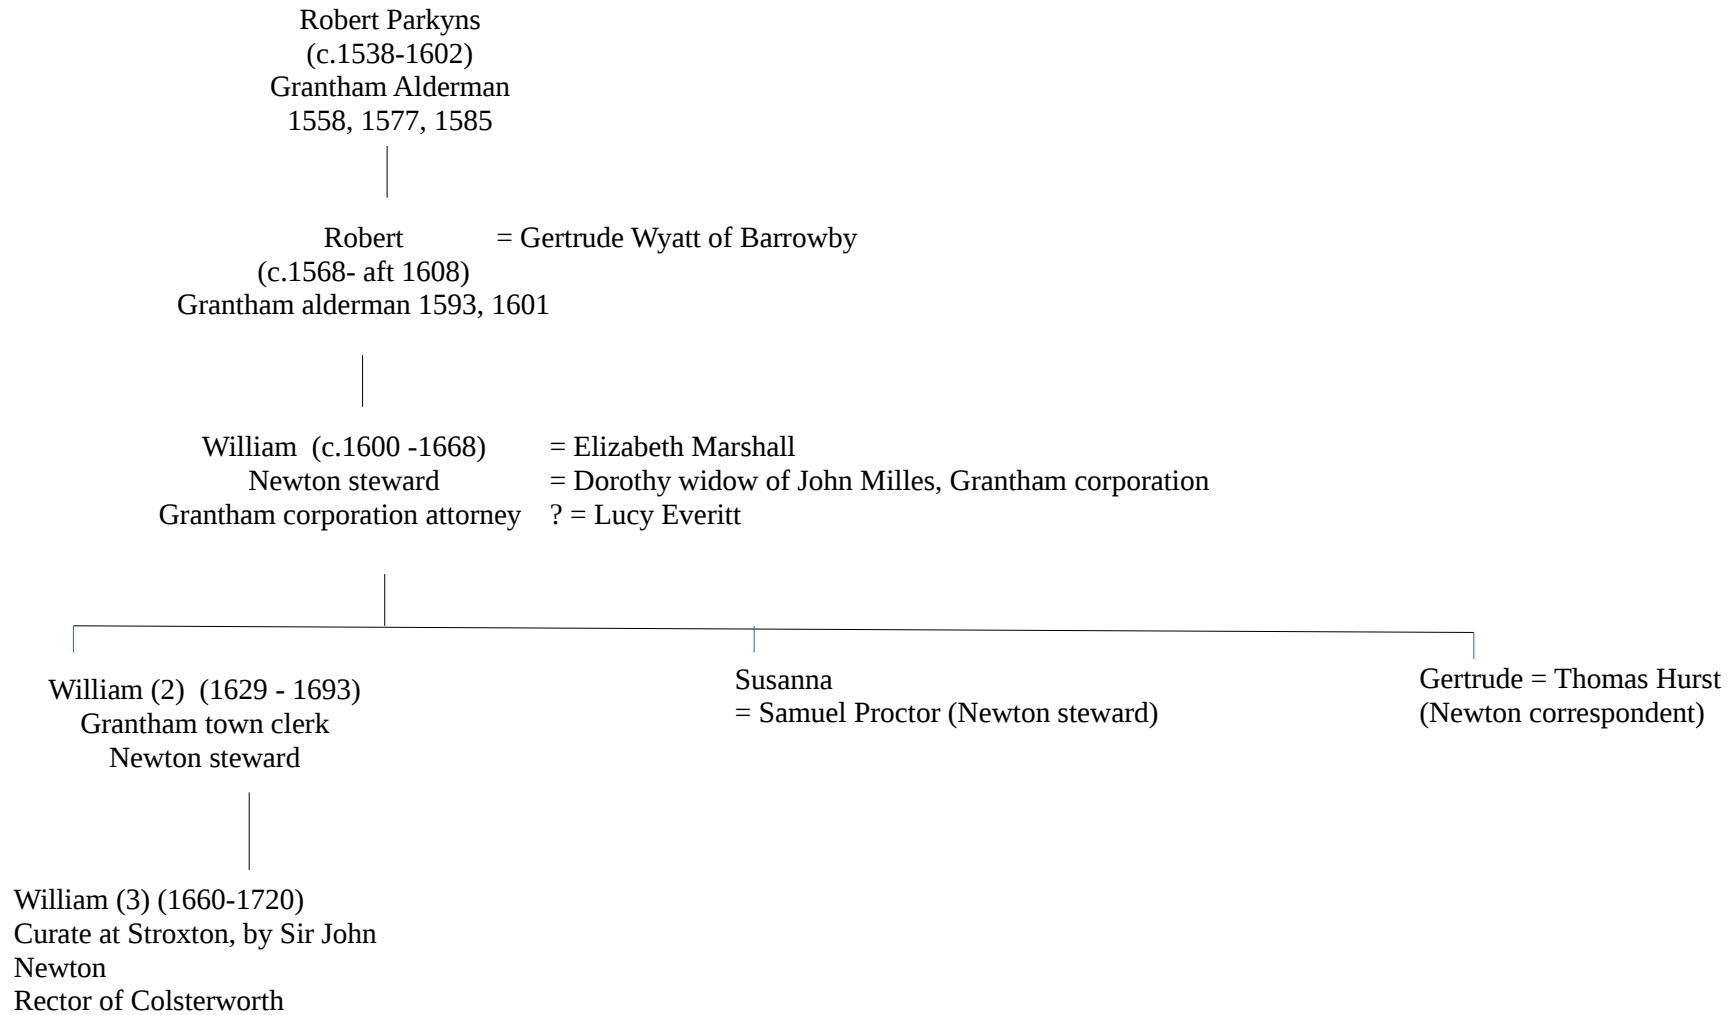 Robert Parkyns
(c.1538-1602)
Grantham Alderman
1558, 1577, 1585
Robert = Gertrude Wyatt of Barrowby
(c.1568- aft 1608)
Grantham alderman 1593, 1601
William (c.1600 -1668) = Elizabeth Marshall
Newton steward = Dorothy widow of John Milles, Grantham corporation
Grantham corporation attorney ? = Lucy Everitt
William (2) (1629 - 1693)
Grantham town clerk
Newton steward
Susanna
= Samuel Proctor (Newton steward)
Gertrude = Thomas Hurst
(Newton correspondent)
William (3) (1660-1720)
Curate at Stroxton, by Sir John
Newton
Rector of Colsterworth